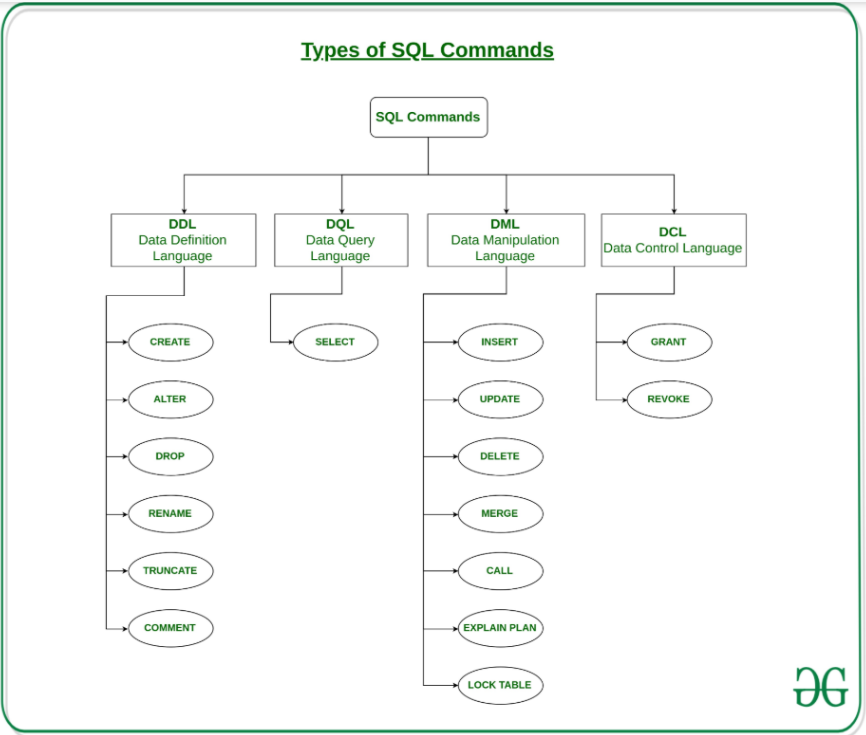 Types of SQL Commands
SQL Commands
DDL
Data Definition
Language
DQL
Data Query
Language
DML
Data Manipulation
Language
DCL
Data Control Language
CREATE
ALTER
DROP
RENAME
TRUNCATE
COMMENT
SELECT
INSERT
UPDATE
DELETE
MERGE
CALL
EXPLAIN PLAN
LOCK TABLE
GRANT
REVOKE